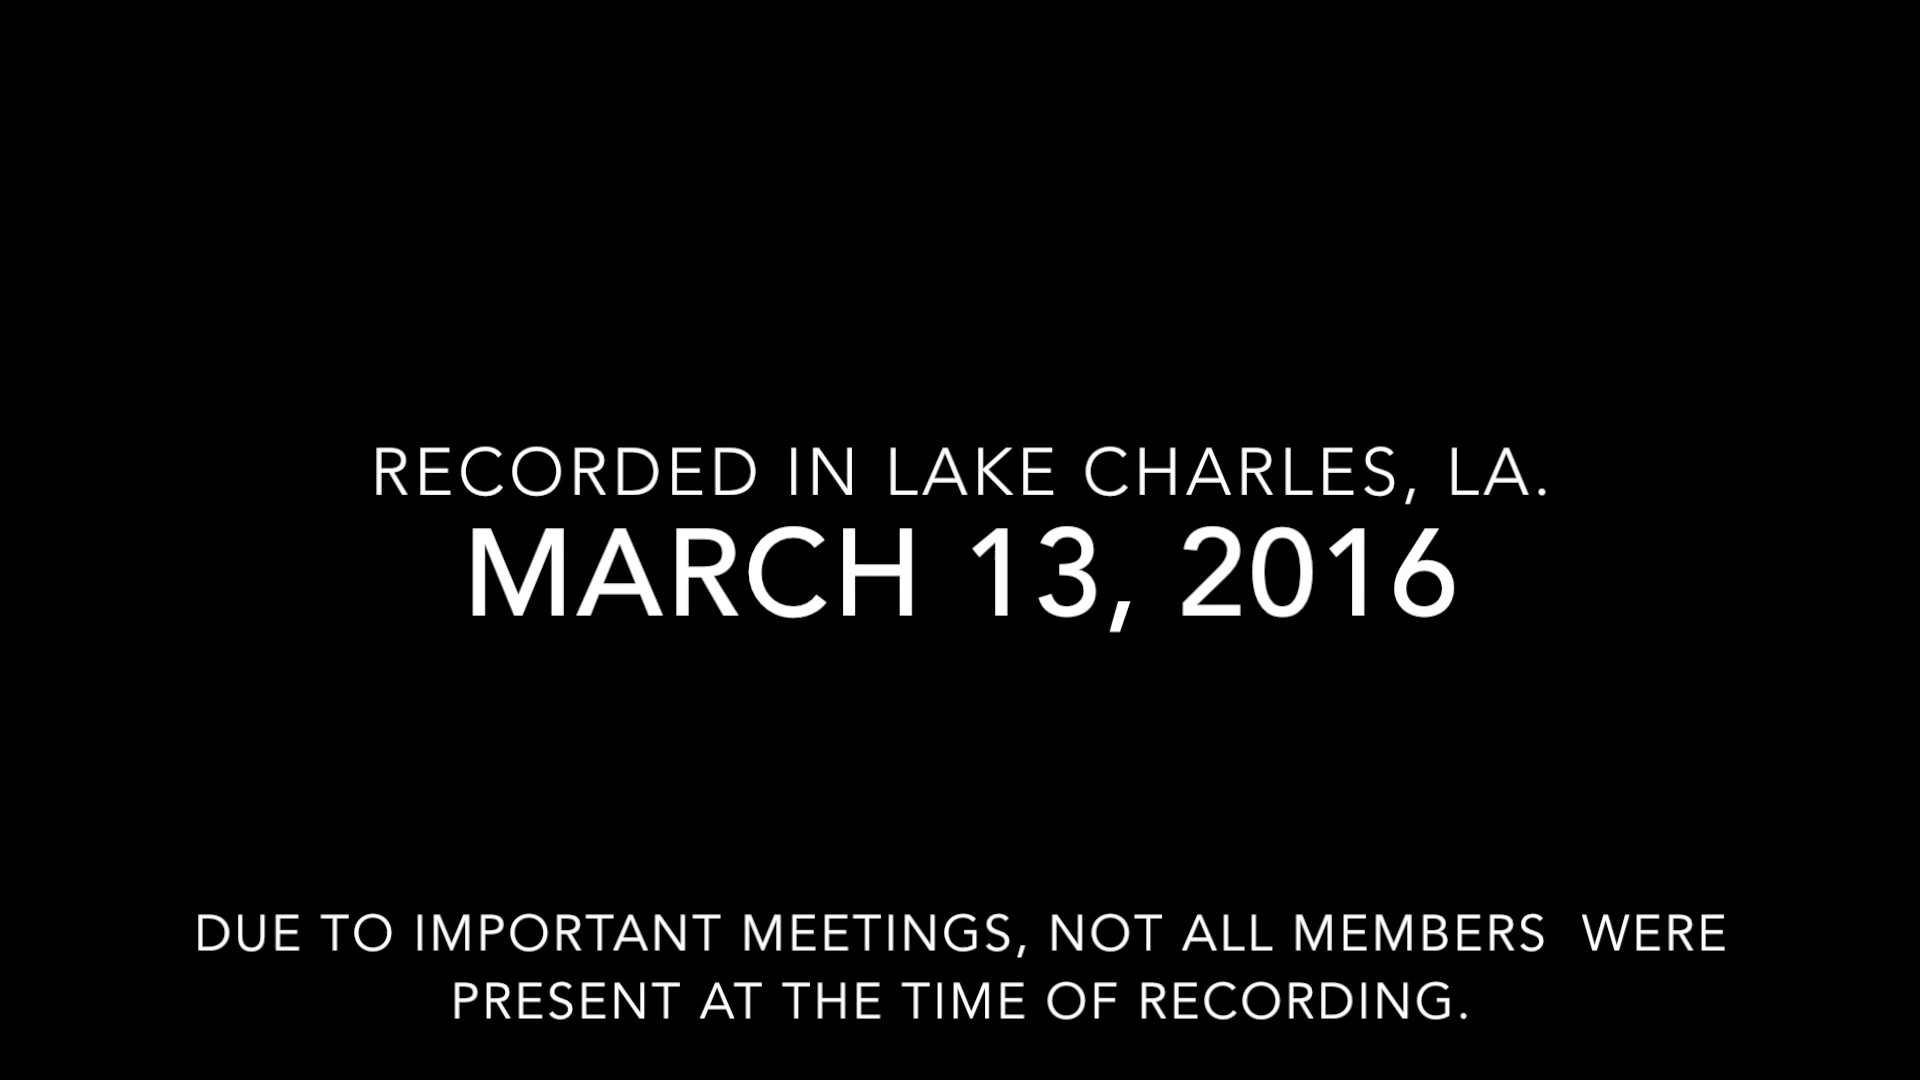 RECORDED IN LAKE CHARLES, LA.
MARCH 13, 2016
DUE TO IMPORTANT MEETINGS, NOT ALL MEMBERS  WERE
PRESENT AT THE TIME OF RECORDING.